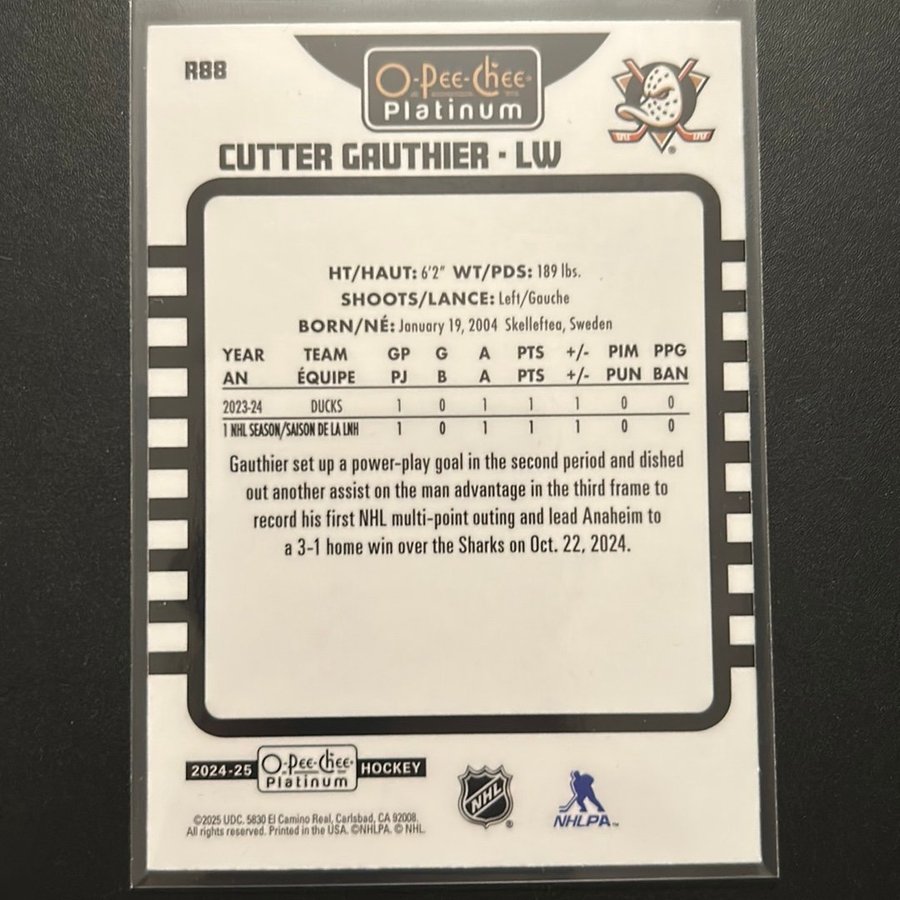 R88
O-Pee-Chee
Platinum
CUTTER GAUTHIER · LW
HT/HAUT: 6'2" WT/PDS: 189 lbs.
SHOOTS/LANCE: Left/Gauche
BORN/NÉ: January 19, 2004 Skelleftea, Sweden
YEAR TEAM GP G A PTS +/- PIM PPG
AN ÉQUIPE PJ B A PTS +/- PUN BAN
2023-24 DUCKS 1 0 1 1 1 0 0
1 NHL SEASON/SAISON DE LA LNH 1 0 1 1 1 0 0
Gauthier set up a power-play goal in the second period and dished
out another assist on the man advantage in the third frame to
record his first NHL multi-point outing and lead Anaheim to
a 3-1 home win over the Sharks on Oct. 22, 2024.
2024-25 O-Pee-Chee Platinum HOCKEY
NHL
NHLPA™
©2025 UDC. 5830 El Camino Real, Carlsbad, CA 92008.
All rights reserved. Printed in the USA. ©NHLPA. © NHL.